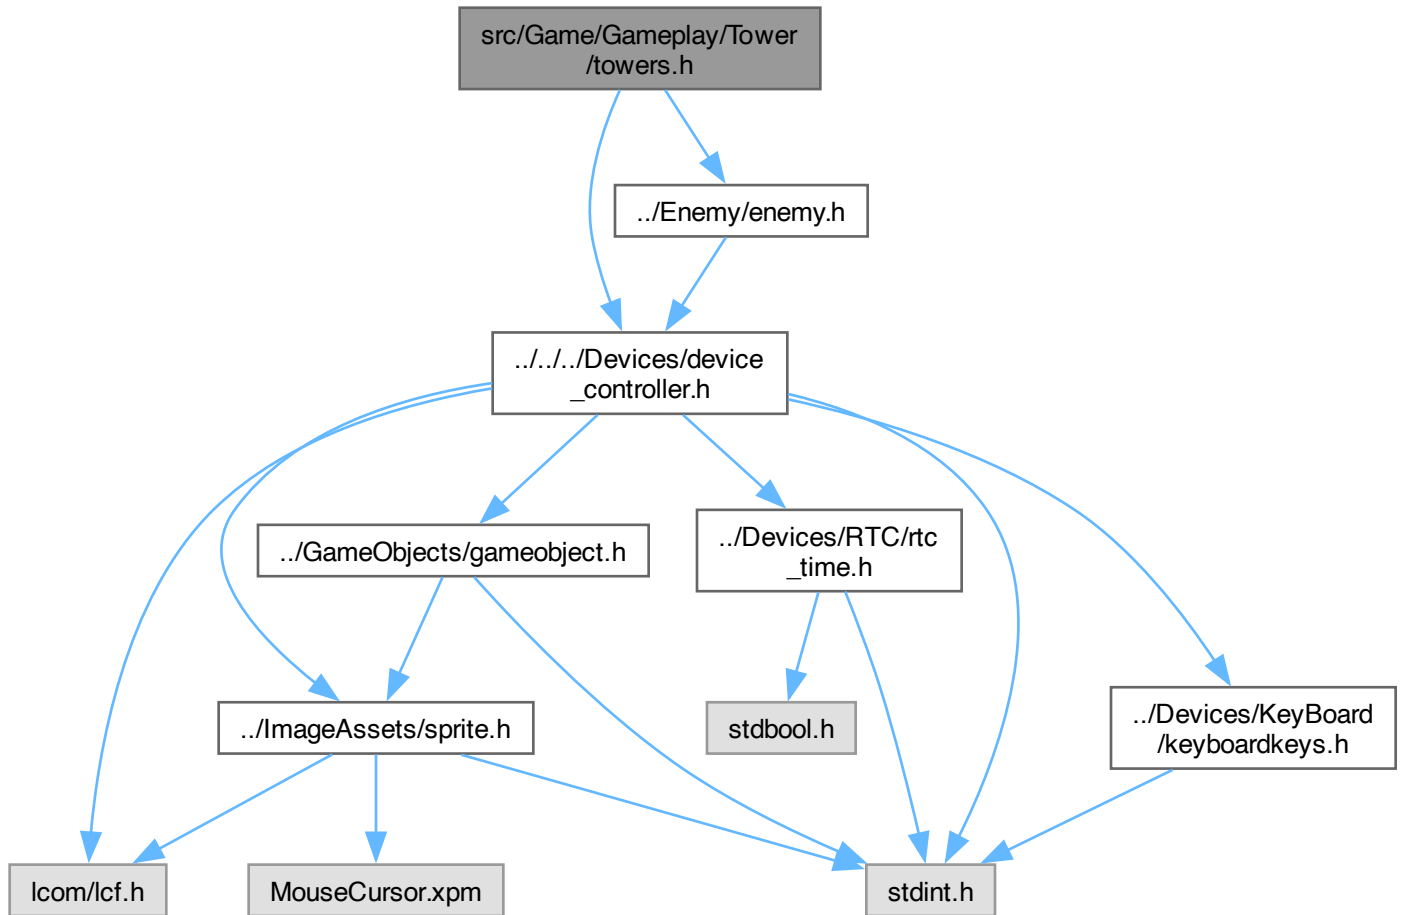 src/Game/Gameplay/Tower
/towers.h
../Enemy/enemy.h
../../../Devices/device
_controller.h
../GameObjects/gameobject.h
../Devices/RTC/rtc
_time.h
../ImageAssets/sprite.h
stdbool.h
../Devices/KeyBoard
/keyboardkeys.h
lcom/lcf.h
MouseCursor.xpm
stdint.h